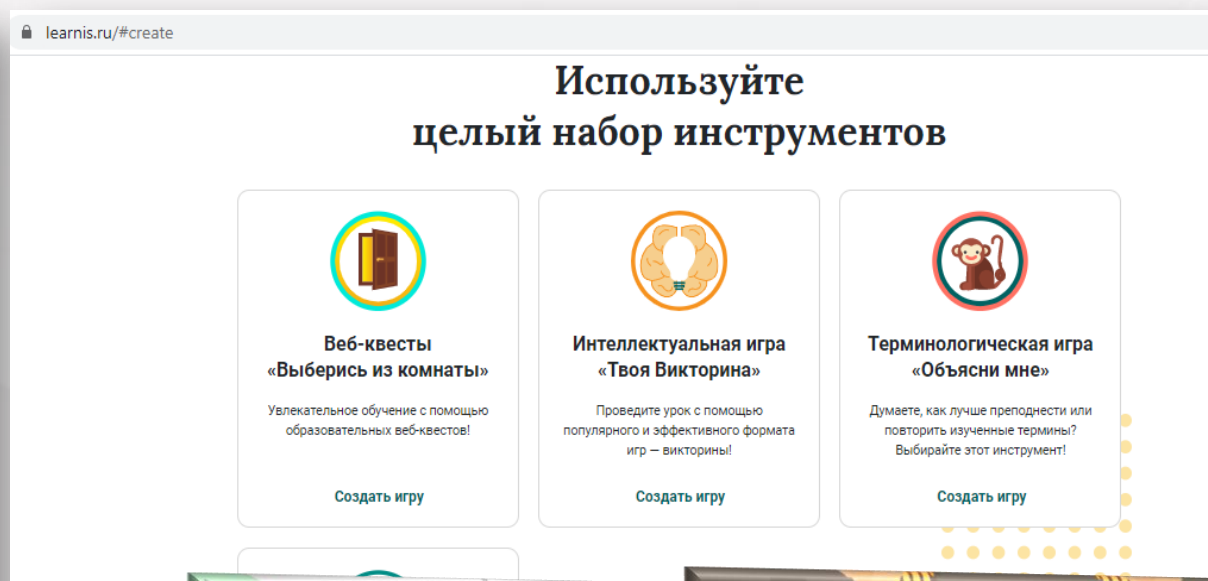 learnis.ru/#create
Используйте
целый набор инструментов
Веб-квесты
«Выберись из комнаты»
Увлекательное обучение с помощью
образовательных веб-квестов!
Создать игру
Интеллектуальная игра
«Твоя Викторина»
Проведите урок с помощью
популярного и эффективного формата
игр — викторины!
Создать игру
Терминологическая игра
«Объясни мне»
Думаете, как лучше преподнести или
повторить изученные термины?
Выбирайте этот инструмент!
Создать игру